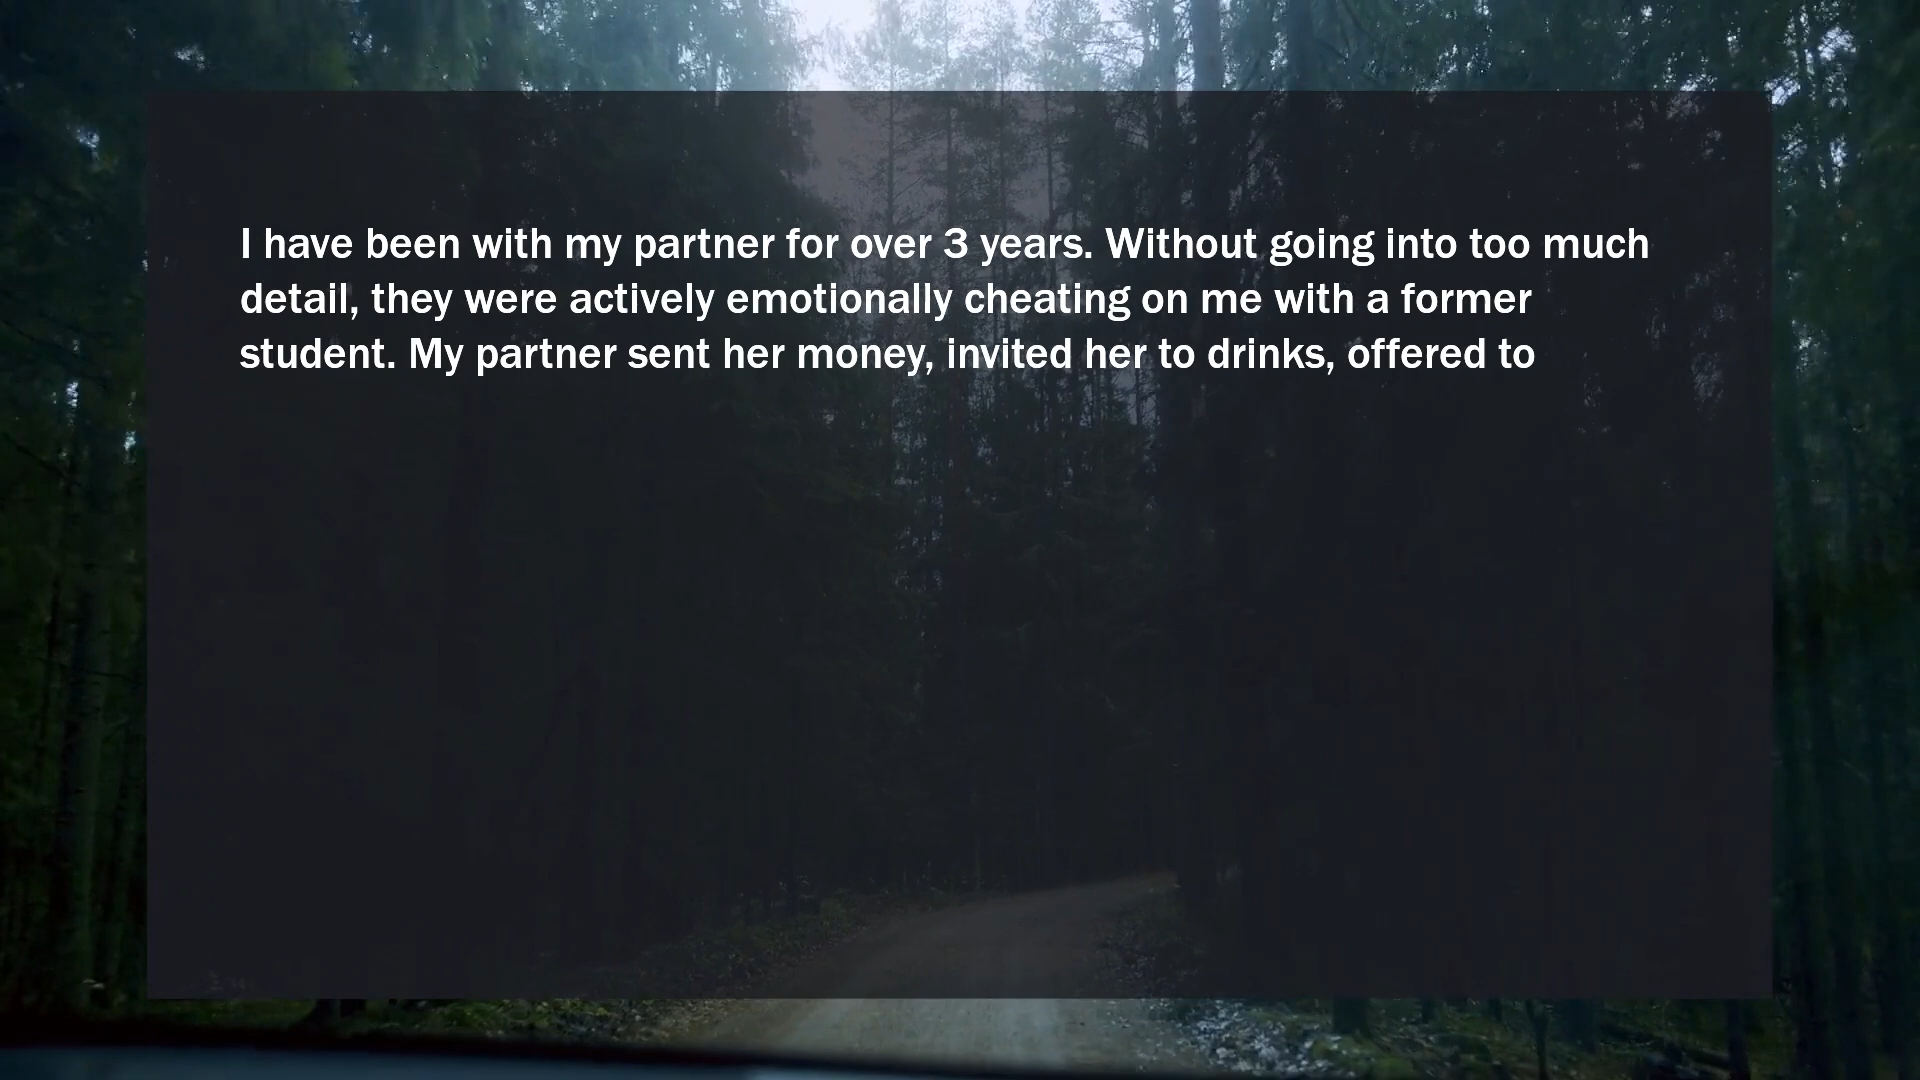 I have been with my partner for over 3 years. Without going into too much
detail, they were actively emotionally cheating on me with a former
student. My partner sent her money, invited her to drinks, offered to